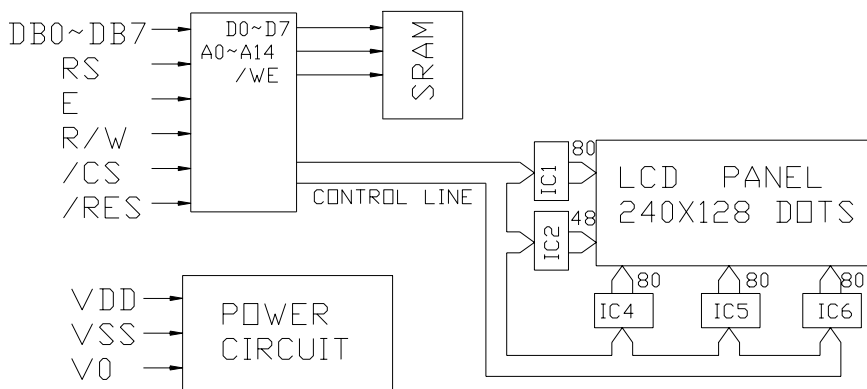 DB0~DB7
RS
E
R/W
/CS
/RES
D0~D7
A0~A14
/WE
SRAM
CONTROL LINE
IC1
80
IC2
48
LCD PANEL
240X128 DOTS
IC4
80
IC5
80
IC6
80
VDD
VSS
V0
POWER
CIRCUIT